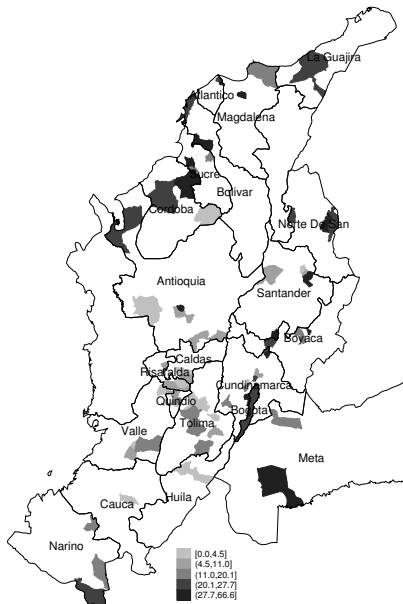 La Guajira
Atlantico
Magdalena
Sucre
Bolivar
Cordoba
Norte De San
Antioquia
Santander
Boyaca
Caldas
Risaralda
Cundinamarca
Quindio
Bogota
Tolima
Valle
Meta
Huila
Cauca
Narino
[0.0,4.5]
(4.5,11.0]
(11.0,20.1]
(20.1,27.7]
(27.7,66.6]